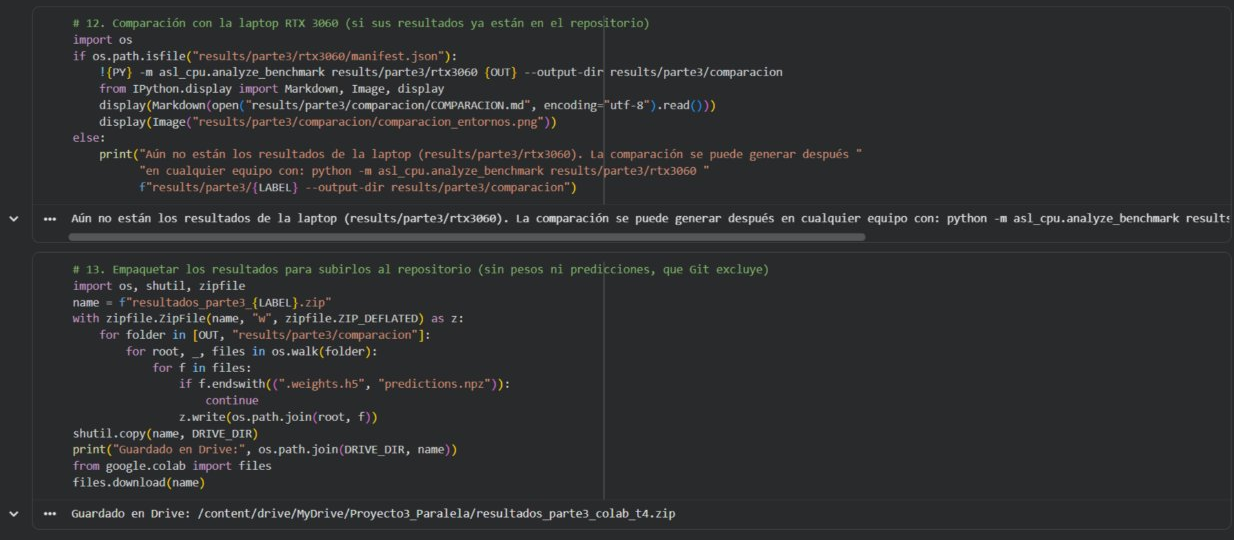 # 12. Comparación con la laptop RTX 3060 (si sus resultados ya están en el repositorio)
import os
if os.path.isfile("results/parte3/rtx3060/manifest.json"):
    !{PY} -m asl_cpu.analyze_benchmark results/parte3/rtx3060 {OUT} --output-dir results/parte3/comparacion
    from IPython.display import Markdown, Image, display
    display(Markdown(open("results/parte3/comparacion/COMPARACION.md", encoding="utf-8").read()))
    display(Image("results/parte3/comparacion/comparacion_entornos.png"))
else:
    print("Aún no están los resultados de la laptop (results/parte3/rtx3060). La comparación se puede generar después "
          "en cualquier equipo con: python -m asl_cpu.analyze_benchmark results/parte3/rtx3060 "
          f"results/parte3/{LABEL} --output-dir results/parte3/comparacion")
Aún no están los resultados de la laptop (results/parte3/rtx3060). La comparación se puede generar después en cualquier equipo con: python -m asl_cpu.analyze_benchmark results
# 13. Empaquetar los resultados para subirlos al repositorio (sin pesos ni predicciones, que Git excluye)
import os, shutil, zipfile
name = f"resultados_parte3_{LABEL}.zip"
with zipfile.ZipFile(name, "w", zipfile.ZIP_DEFLATED) as z:
    for folder in [OUT, "results/parte3/comparacion"]:
        for root, _, files in os.walk(folder):
            for f in files:
                if f.endswith((".weights.h5", "predictions.npz")):
                    continue
                z.write(os.path.join(root, f))
shutil.copy(name, DRIVE_DIR)
print("Guardado en Drive:", os.path.join(DRIVE_DIR, name))
from google.colab import files
files.download(name)
Guardado en Drive: /content/drive/MyDrive/Proyecto3_Paralela/resultados_parte3_colab_t4.zip